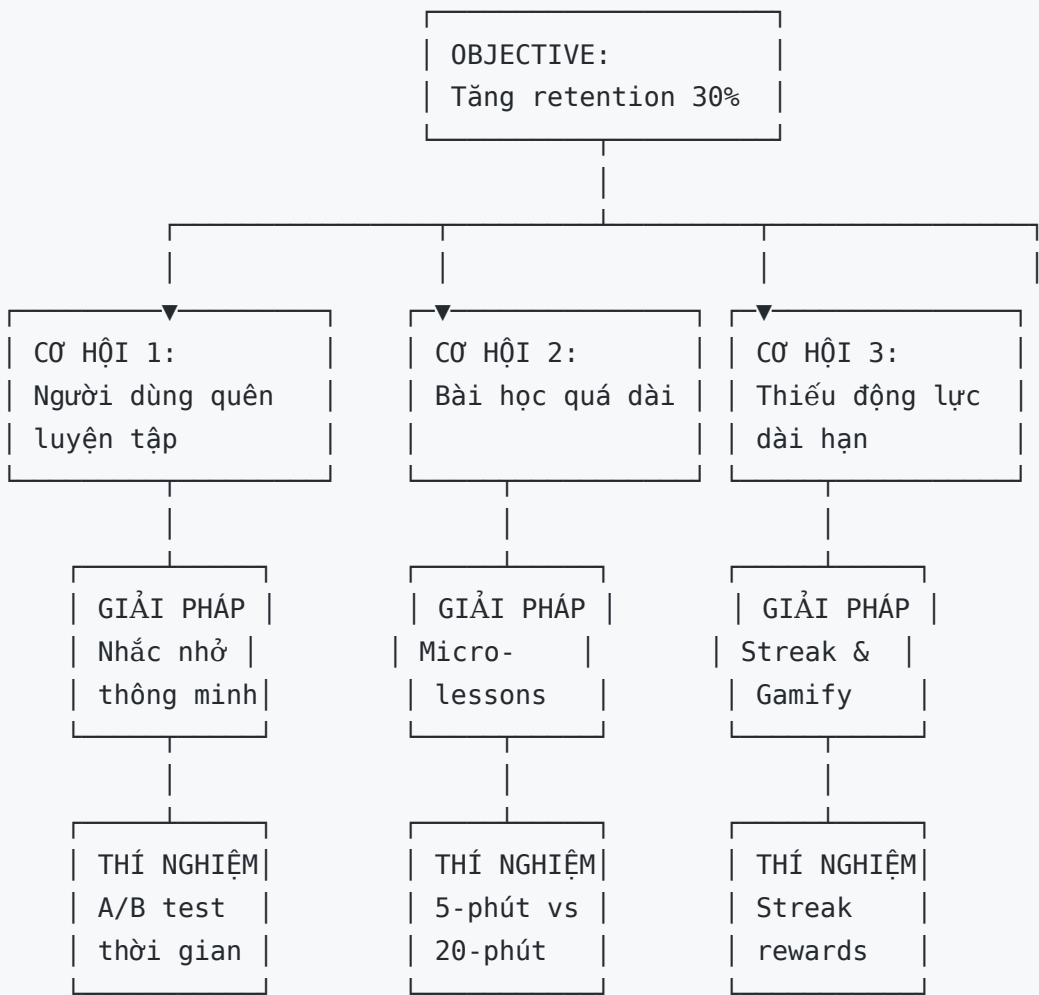 OBJECTIVE:
Tăng retention 30%
CƠ HỘI 1:
Người dùng quên
luyện tập
CƠ HỘI 2:
Bài học quá dài
CƠ HỘI 3:
Thiếu động lực
dài hạn
GIẢI PHÁP
Nhắc nhở
thông minh
GIẢI PHÁP
Micro-
lessons
GIẢI PHÁP
Streak &
Gamify
THÍ NGHIỆM
A/B test
thời gian
THÍ NGHIỆM
5-phút vs
20-phút
THÍ NGHIỆM
Streak
rewards